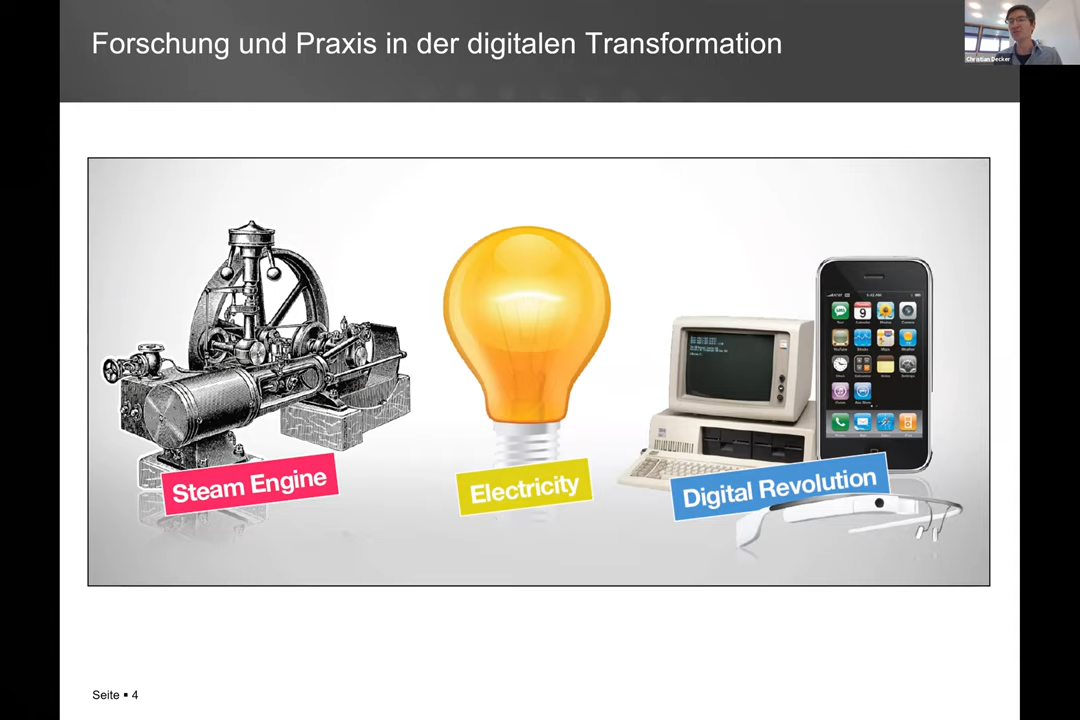 Forschung und Praxis in der digitalen Transformation
Christian Decker
Steam Engine
Electricity
Digital Revolution
Seite ▪ 4